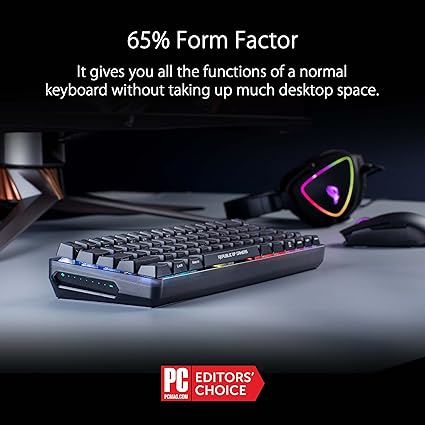 65% Form Factor
It gives you all the functions of a normal
keyboard without taking up much desktop space.
REPUBLIC OF GAMERS
PC
PCMAG.COM
EDITORS'
CHOICE